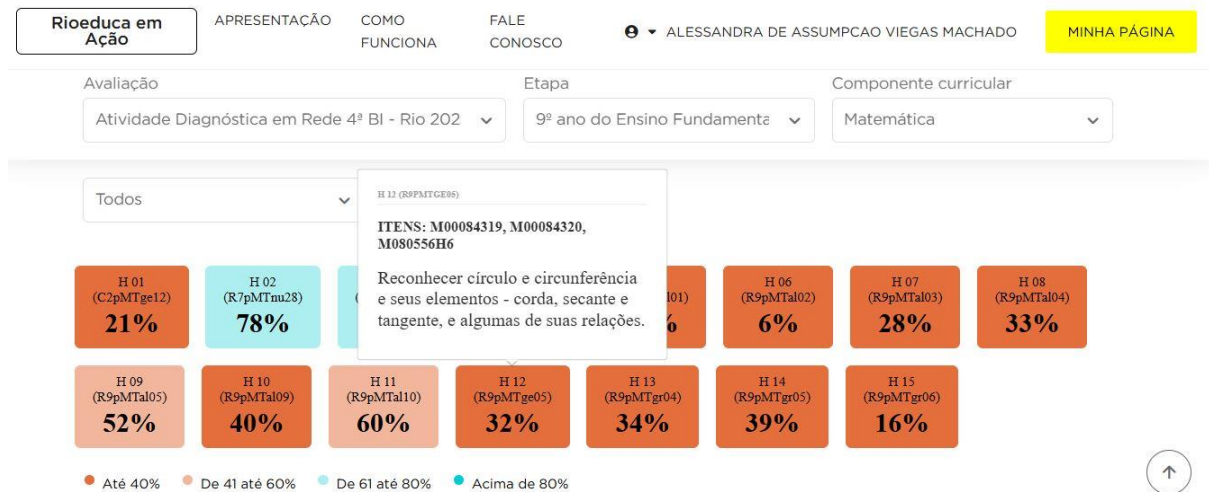 Rioeduca em
Ação
APRESENTAÇÃO
COMO
FUNCIONA
FALE
CONOSCO
ALESSANDRA DE ASSUMPCAO VIEGAS MACHADO
MINHA PÁGINA
Avaliação
Etapa
Componente curricular
Atividade Diagnóstica em Rede 4ª BI - Rio 202
9º ano do Ensino Fundamenta
Matemática
Todos
H 12 (R9PMTGE05)
ITENS: M00084319, M00084320,
M080556H6
Reconhecer círculo e circunferência
e seus elementos - corda, secante e
tangente, e algumas de suas relações.
H 01
(C2pMTge12)
21%
H 02
(R7pMTnu28)
78%
H 06
(R9pMTal02)
6%
H 07
(R9pMTal03)
28%
H 08
(R9pMTal04)
33%
H 09
(R9pMTal05)
52%
H 10
(R9pMTal09)
40%
H 11
(R9pMTal10)
60%
H 12
(R9pMTge05)
32%
H 13
(R9pMTgr04)
34%
H 14
(R9pMTgr05)
39%
H 15
(R9pMTgr06)
16%
Até 40%
De 41 até 60%
De 61 até 80%
Acima de 80%